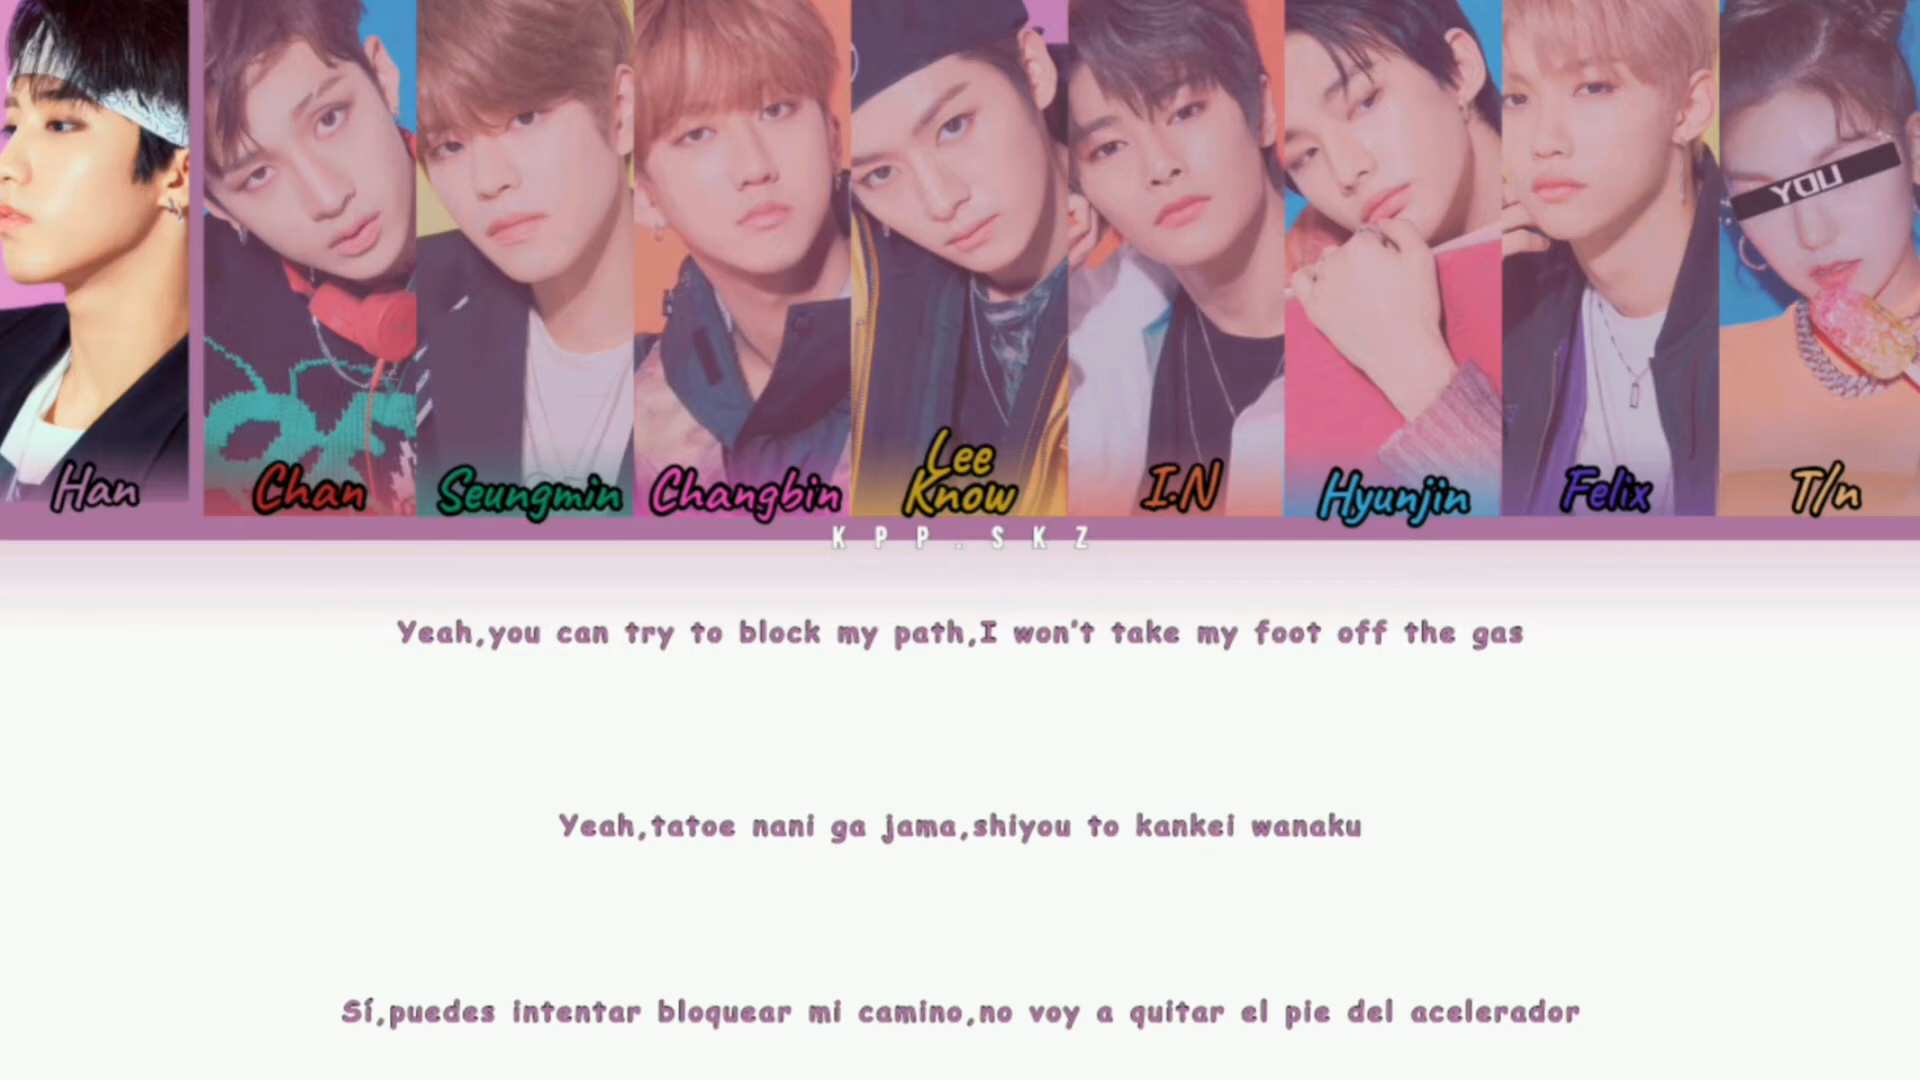 YOU
Han
Chan
Seungmin
Changbin
Lee
Know
I.N
Hyunjin
Felix
T/n
KPP.SKZ
Yeah,you can try to block my path,I won't take my foot off the gas
Yeah,tatoe nani ga jama,shiyou to kankei wanaku
Sí,puedes intentar bloquear mi camino,no voy a quitar el pie del acelerador